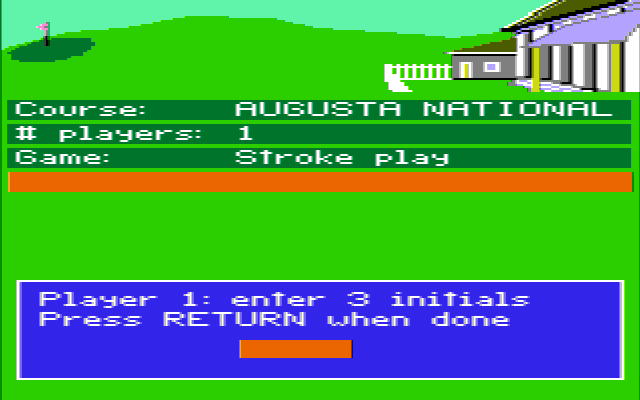 Course: AUGUSTA NATIONAL
# players: 1
Game: Stroke play
Player 1: enter 3 initials
Press RETURN when done